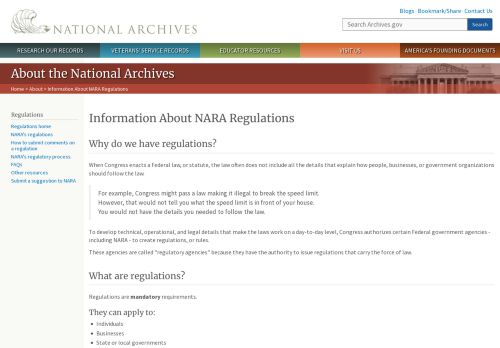 NATIONAL ARCHIVES
Blogs · Bookmark/Share · Contact Us
Search Archives.gov
Search
RESEARCH OUR RECORDS
VETERANS' SERVICE RECORDS
EDUCATOR RESOURCES
VISIT US
AMERICA'S FOUNDING DOCUMENTS
About the National Archives
Home > About > Information About NARA Regulations
Regulations
Regulations home
NARA's regulations
How to submit comments on
a regulation
NARA's regulatory process
FAQs
Other resources
Submit a suggestion to NARA
Information About NARA Regulations
Why do we have regulations?
When Congress enacts a Federal law, or statute, the law often does not include all the details that explain how people, businesses, or government organizations
should follow the law.
For example, Congress might pass a law making it illegal to break the speed limit.
However, that would not tell you what the speed limit is in front of your house.
You would not have the details you needed to follow the law.
To develop technical, operational, and legal details that make the laws work on a day-to-day level, Congress authorizes certain Federal government agencies -
including NARA - to create regulations, or rules.
These agencies are called "regulatory agencies" because they have the authority to issue regulations that carry the force of law.
What are regulations?
Regulations are mandatory requirements.
They can apply to:
• Individuals
• Businesses
• State or local governments